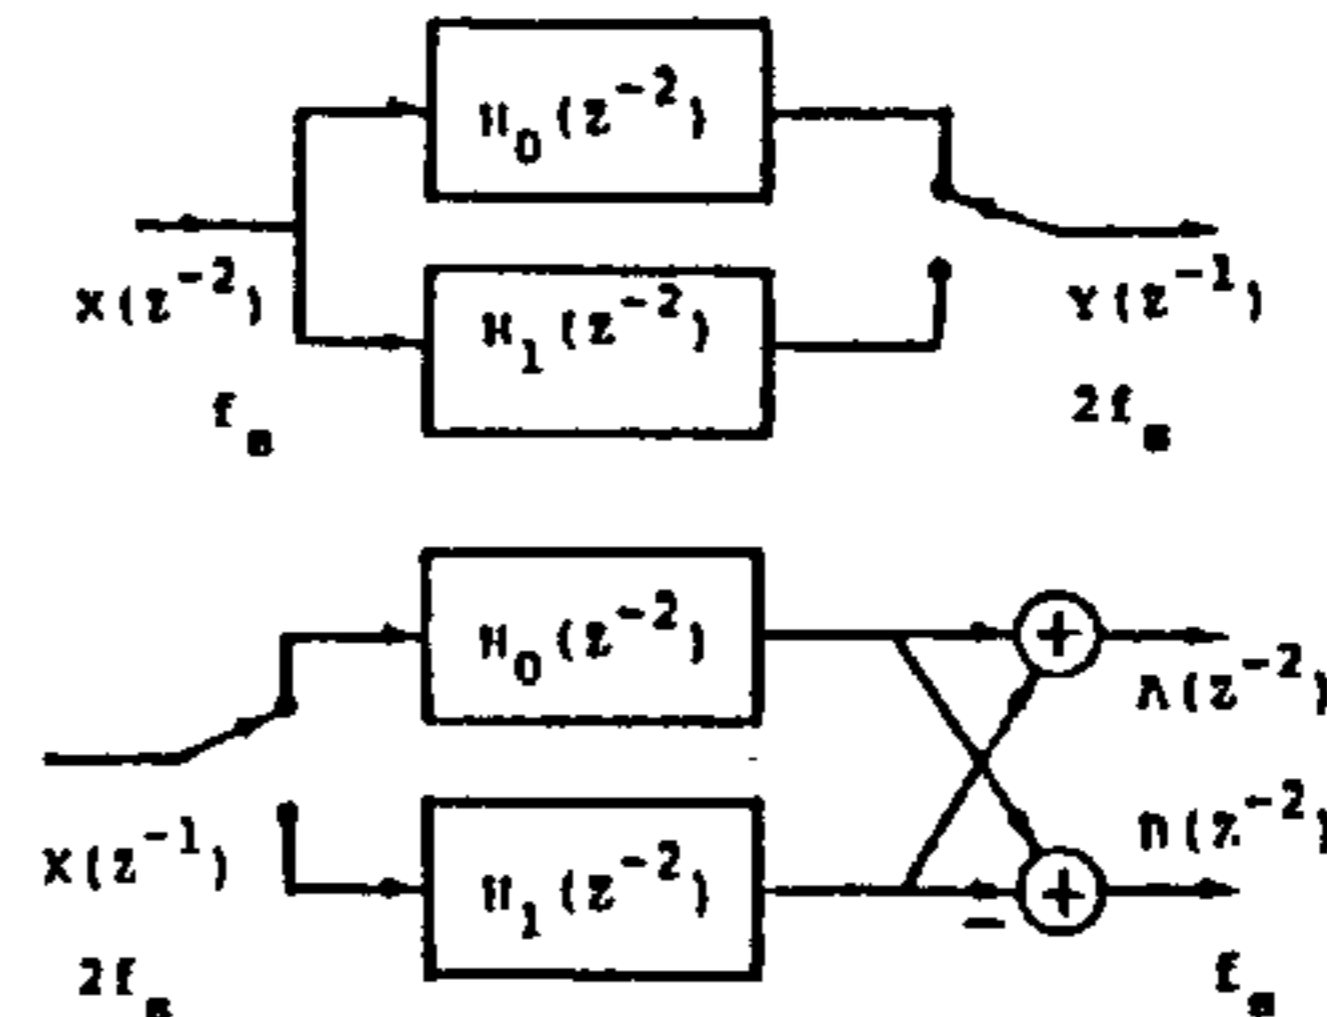 H₀(z⁻²)
X(z⁻²)
H₁(z⁻²)
Y(z⁻¹)
fₛ
2fₛ
H₀(z⁻²)
+
A(z⁻²)
X(z⁻¹)
H₁(z⁻²)
−
+
B(z⁻²)
2fₛ
fₛ